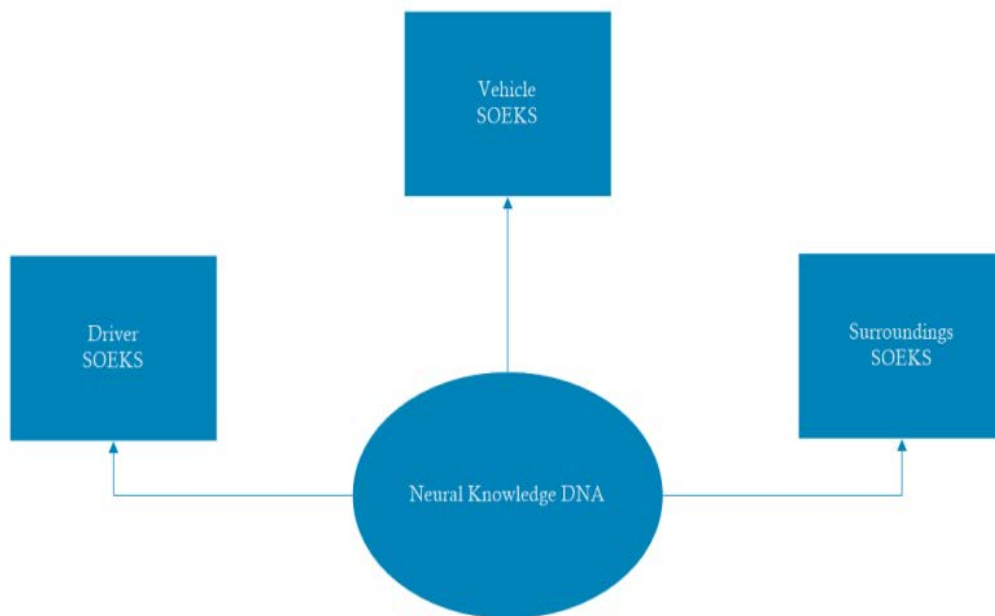 Vehicle
SOEKS
Driver
SOEKS
Surroundings
SOEKS
Neural Knowledge DNA